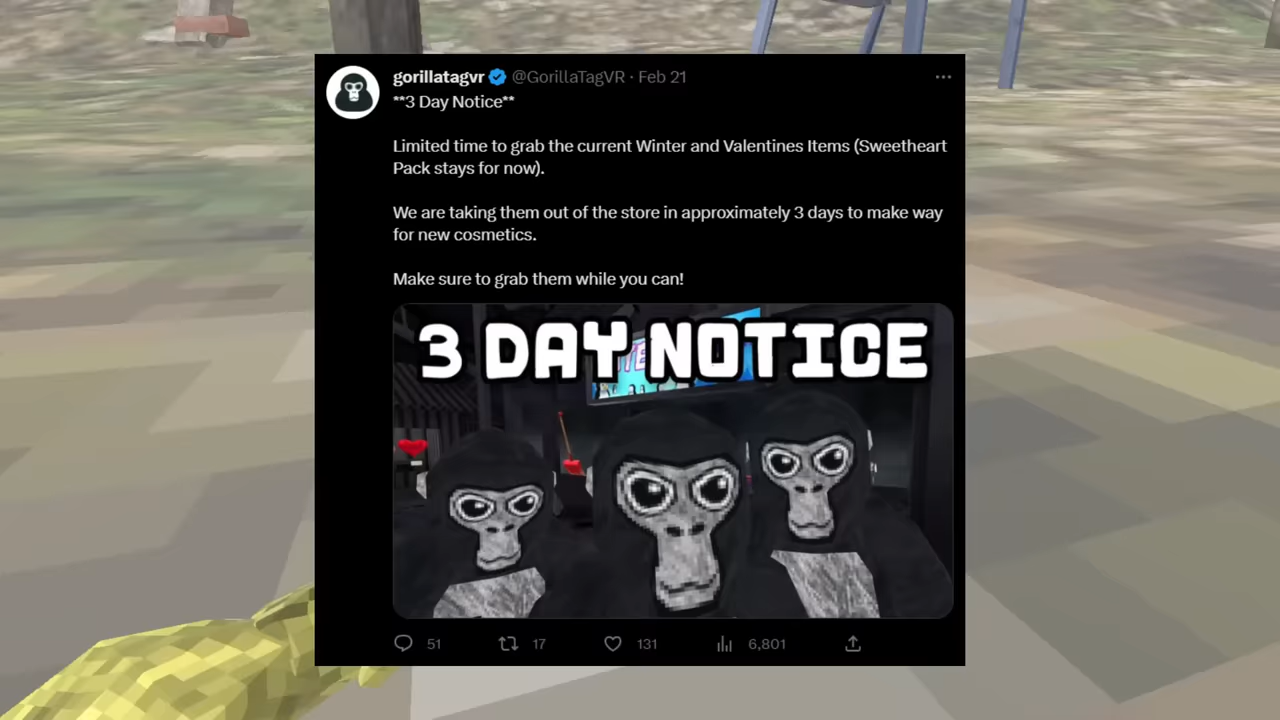 gorillatagvr @GorillaTagVR · Feb 21
**3 Day Notice**
Limited time to grab the current Winter and Valentines Items (Sweetheart
Pack stays for now).
We are taking them out of the store in approximately 3 days to make way
for new cosmetics.
Make sure to grab them while you can!
3 DAY NOTICE
51 17 131 6,801